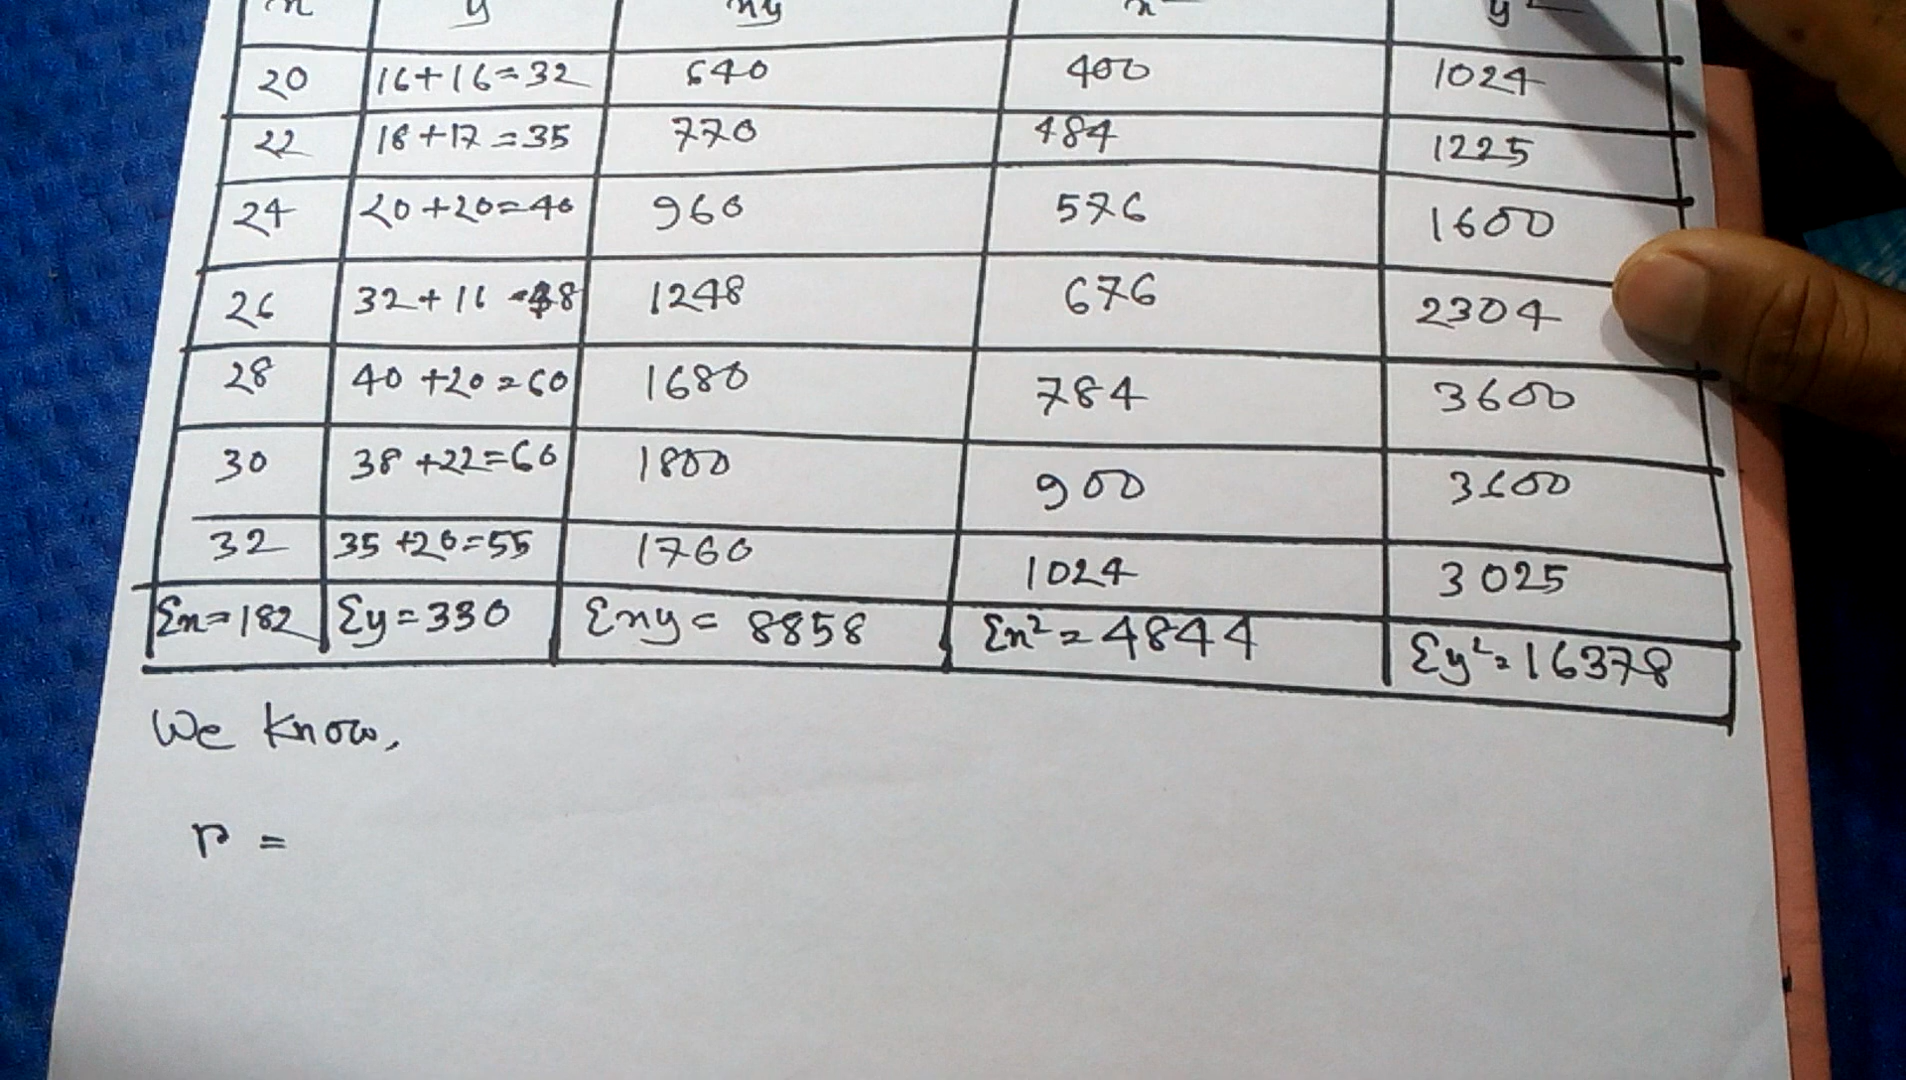 x y xy x² y²
20 16+16=32 640 400 1024
22 18+17=35 770 484 1225
24 20+20=40 960 576 1600
26 32+16=48 1248 676 2304
28 40+20=60 1680 784 3600
30 38+22=60 1800 900 3600
32 35+20=55 1760 1024 3025
Σx=182 Σy=330 Σxy=8858 Σx²=4844 Σy²=16378
We know,
r =